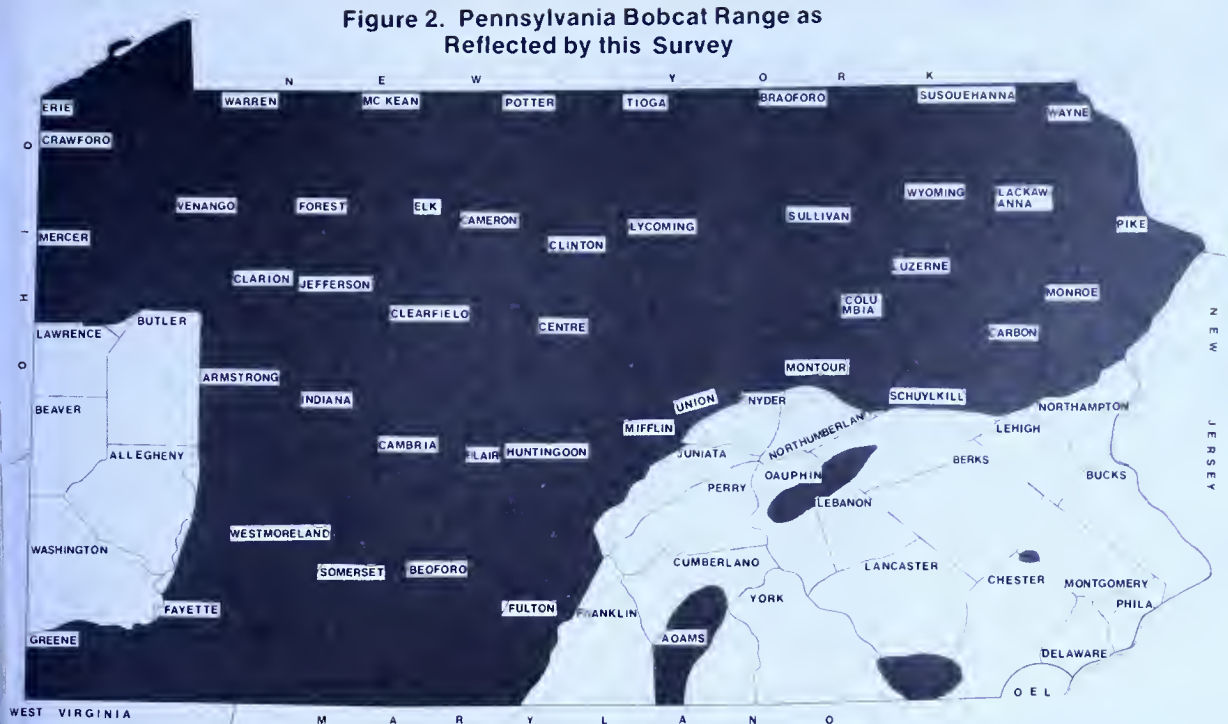 Figure 2. Pennsylvania Bobcat Range as
Reflected by this Survey
N E W Y O R K
ERIE
WARREN
MC KEAN
POTTER
TIOGA
BRAOFORO
SUSOUEHANNA
WAYNE
CRAWFORO
O H I O
VENANGO
FOREST
ELK
CAMERON
LYCOMING
SULLIVAN
WYOMING
LACKAW
ANNA
PIKE
MERCER
CLINTON
CLARION
JEFFERSON
UZERNE
CLEARFIELD
CENTRE
COLU
MBIA
MONROE
CARBON
LAWRENCE
BUTLER
N E W
J E R S E Y
ARMSTRONG
MONTOUR
INDIANA
UNION
NYDER
SCHUYLKILL
NORTHAMPTON
BEAVER
MIFFLIN
NORTHUMBERLAN
LEHIGH
ALLEGHENY
CAMBRIA
BLAIR
HUNTINGOON
JUNIATA
PERRY
OAUPHIN
BERKS
BUCKS
LEBANON
WASHINGTON
WESTMORELAND
SOMERSET
BEOFORO
CUMBERLANO
LANCASTER
CHESTER
MONTGOMERY
PHILA.
FAYETTE
FULTON
FRANKLIN
YORK
GREENE
AOAMS
DELAWARE
O E L
WEST VIRGINIA
M A R Y L A N O